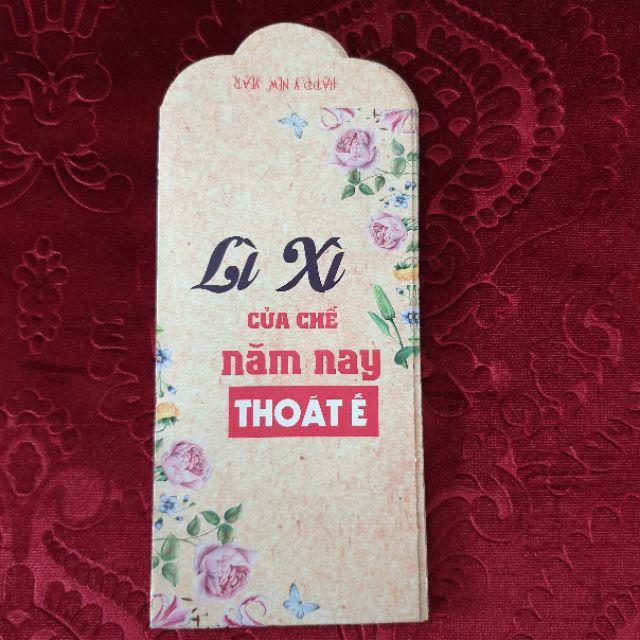 HAPPY NEW YEAR
Lì Xì
CỦA CHẾ
năm nay
THOÁT Ế